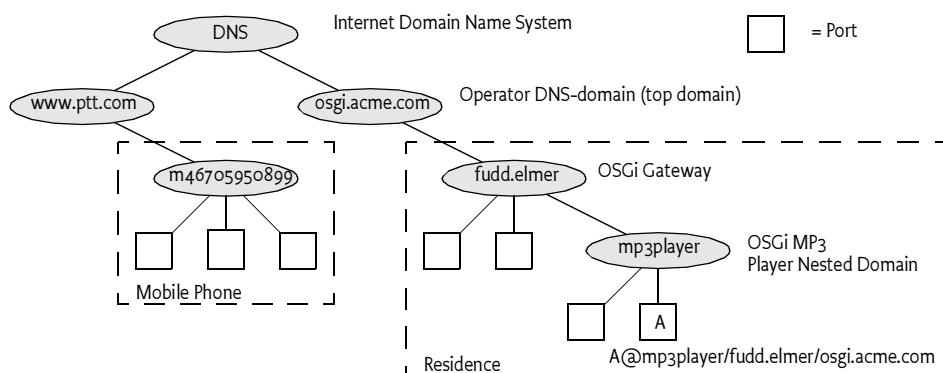 DNS
Internet Domain Name System
= Port
www.ptt.com
osgi.acme.com
Operator DNS-domain (top domain)
m46705950899
fudd.elmer
OSGi Gateway
mp3player
OSGi MP3
Player Nested Domain
Mobile Phone
A
Residence
A@mp3player/fudd.elmer/osgi.acme.com